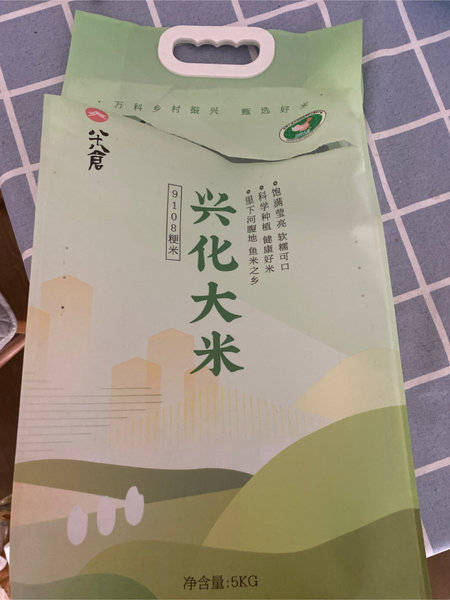 万科乡村振兴 甄选好米
仓
9108粳米
兴化大米
饱满莹亮 软糯可口
科学种植 健康好米
里下河腹地 鱼米之乡
净含量:5KG